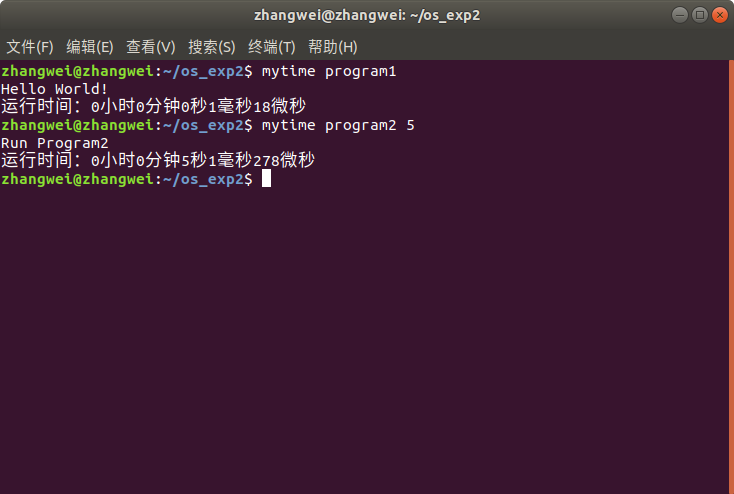 zhangwei@zhangwei: ~/os_exp2
文件(F) 编辑(E) 查看(V) 搜索(S) 终端(T) 帮助(H)
zhangwei@zhangwei:~/os_exp2$ mytime program1
Hello World!
运行时间：0小时0分钟0秒1毫秒18微秒
zhangwei@zhangwei:~/os_exp2$ mytime program2 5
Run Program2
运行时间：0小时0分钟5秒1毫秒278微秒
zhangwei@zhangwei:~/os_exp2$